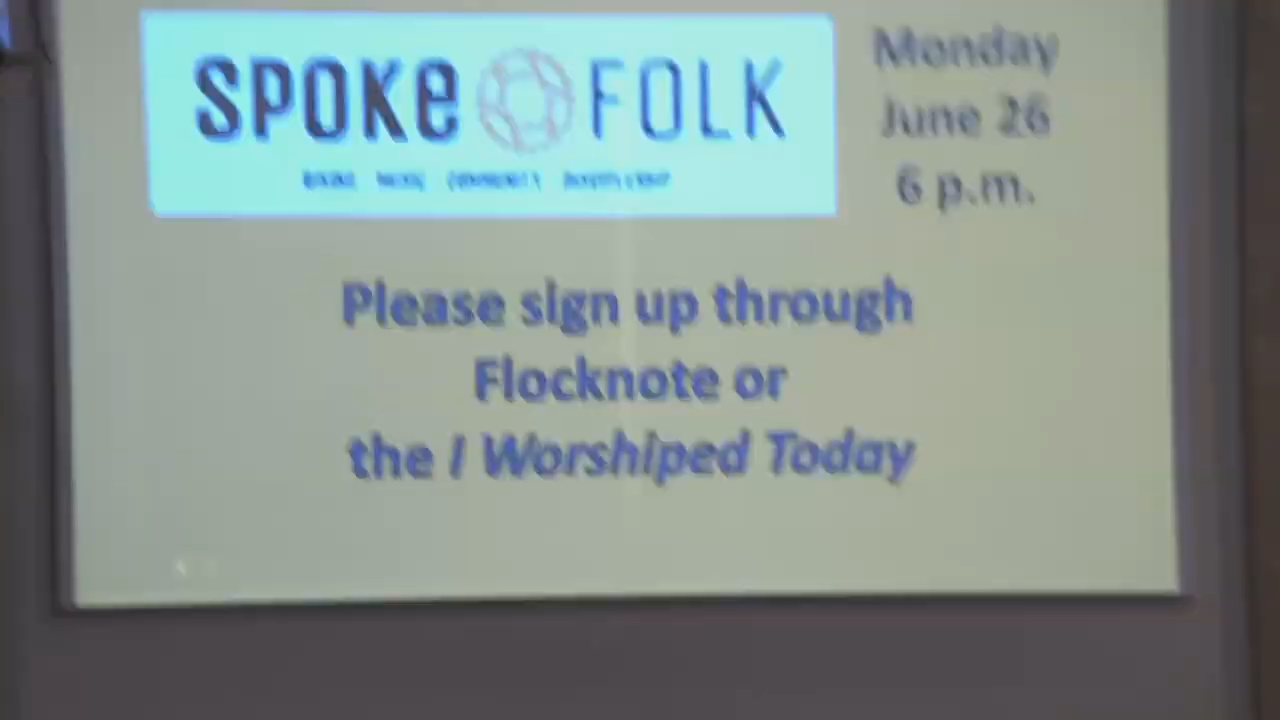 SPOKe FOLK
Monday
June 26
6 p.m.
Please sign up through
Flocknote or
the I Worshiped Today